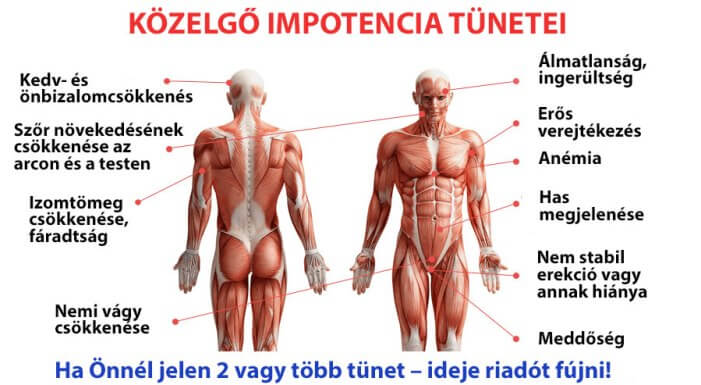 KÖZELGŐ IMPOTENCIA TÜNETEI
Kedv- és
önbizalomcsökkenés
Szőr növekedésének
csökkenése az
arcon és a testen
Izomtömeg
csökkenése,
fáradtság
Nemi vágy
csökkenése
Álmatlanság,
ingerültség
Erős
verejtékezés
Anémia
Has
megjelenése
Nem stabil
erekció vagy
annak hiánya
Meddőség
Ha Önnél jelen 2 vagy több tünet – ideje riadót fújni!